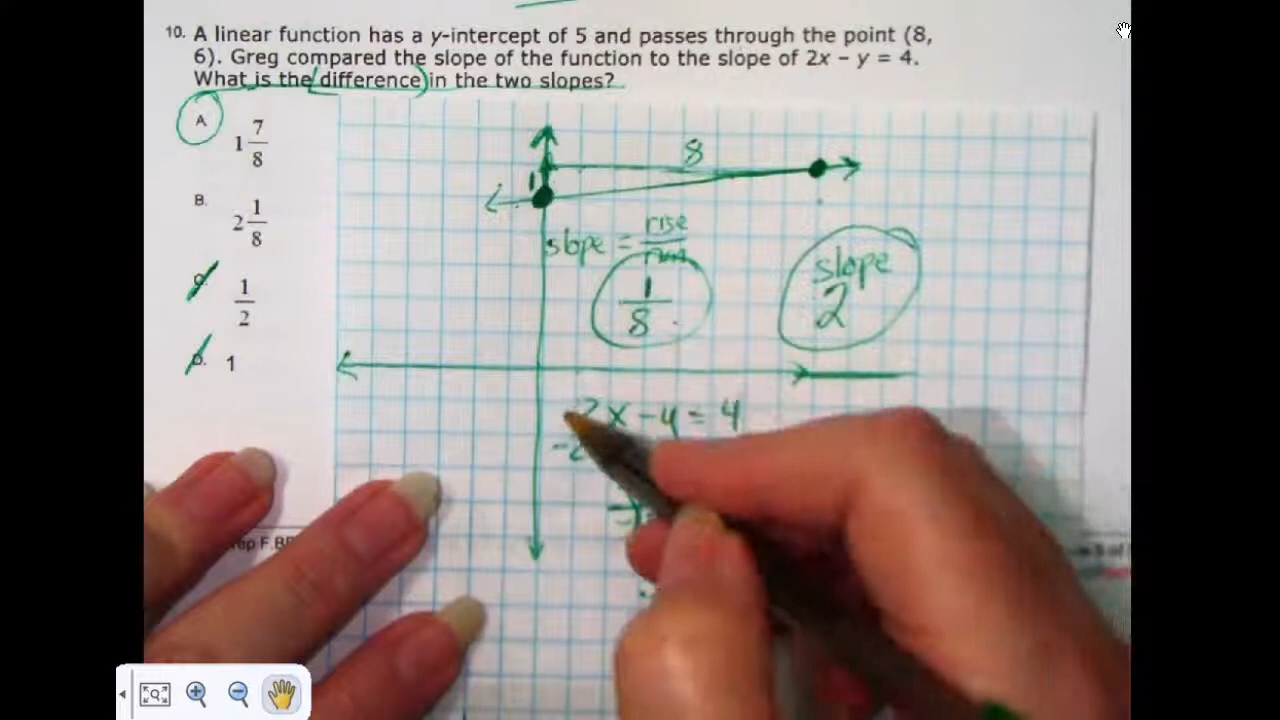 10. A linear function has a y-intercept of 5 and passes through the point (8,
6). Greg compared the slope of the function to the slope of 2x – y = 4.
What is the difference in the two slopes?
A. 1 7/8
B. 2 1/8
C. 1/2
D. 1
8
1
slope = rise/run
1/8
slope
2
2x - y = 4
-2